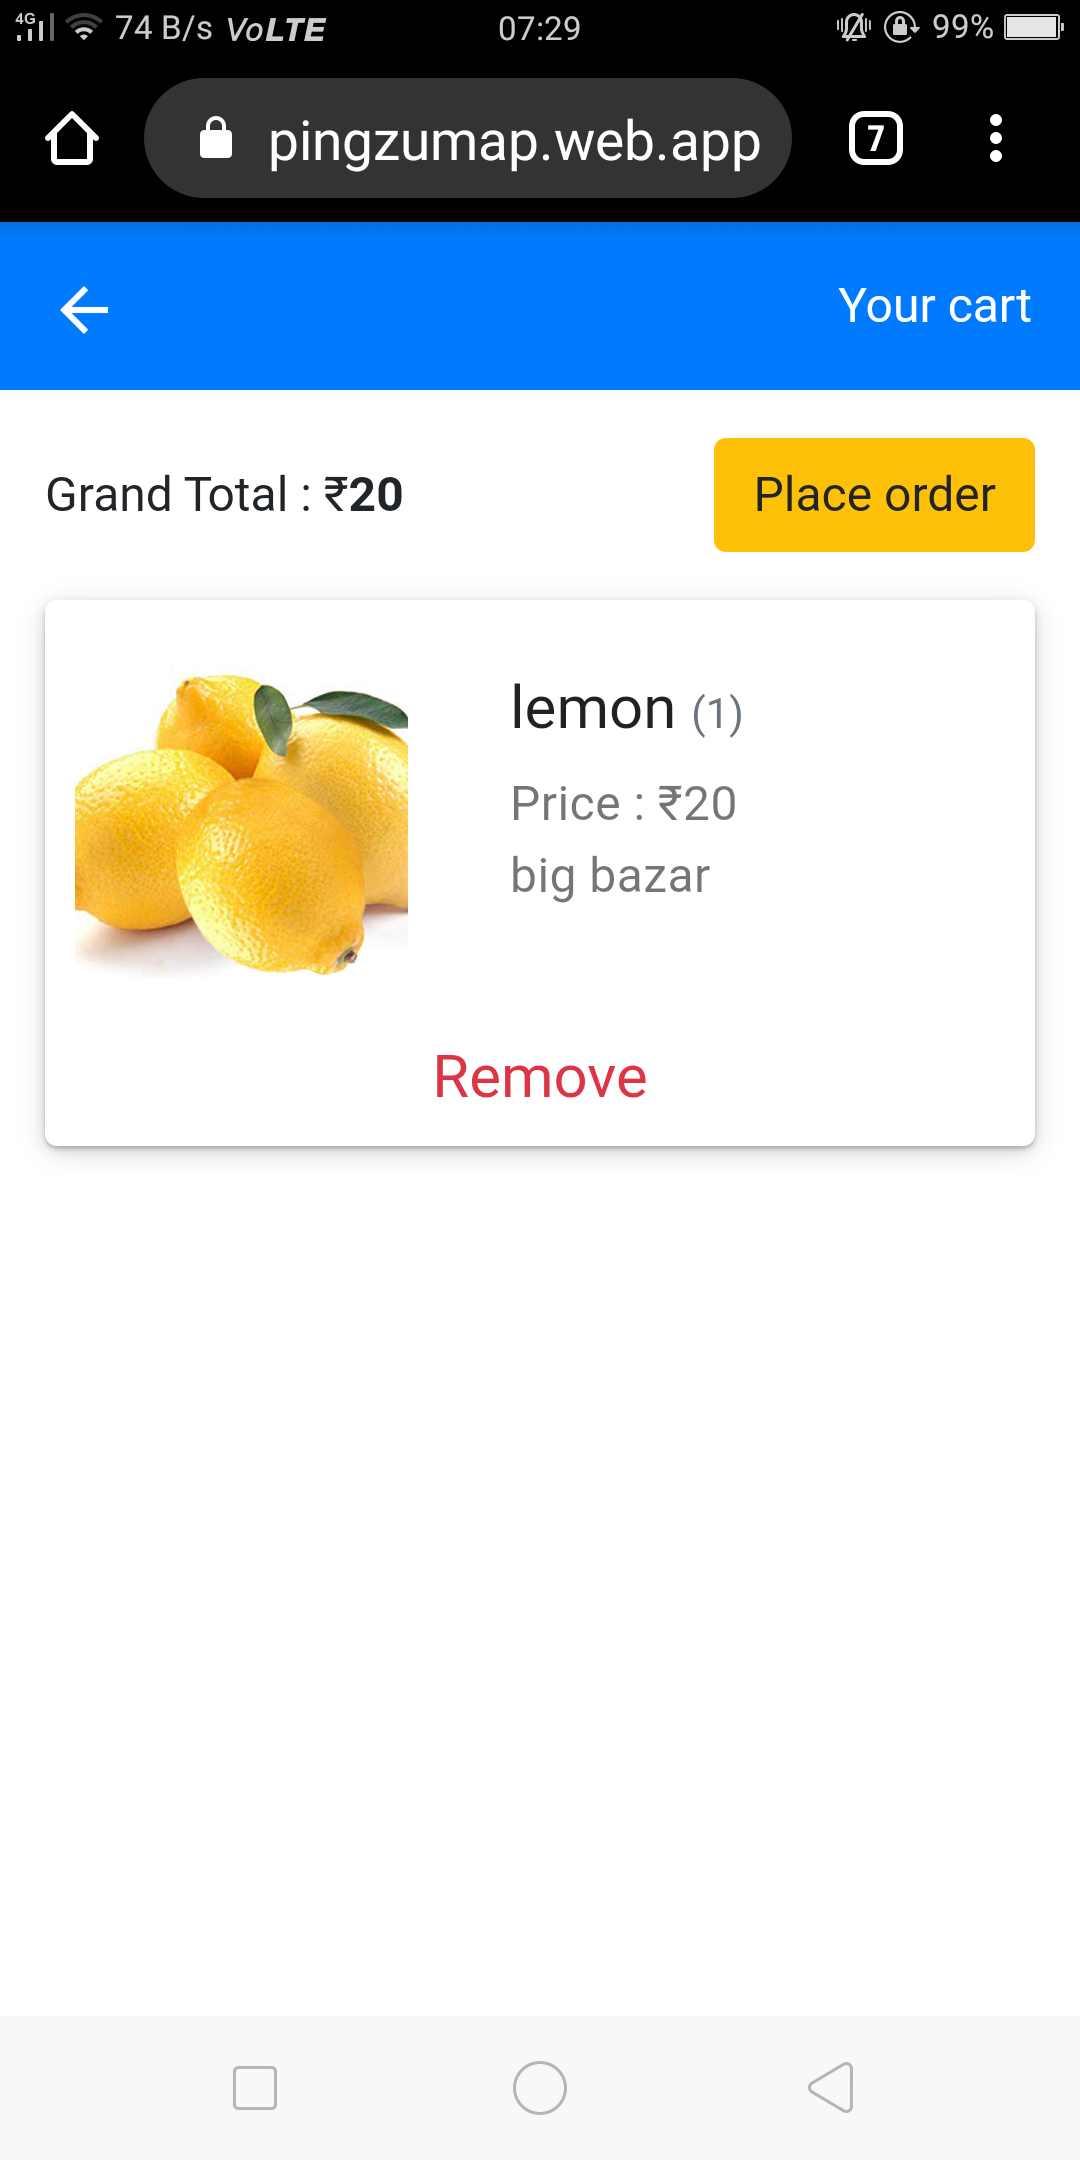 4G 74 B/s VoLTE 07:29 99%
pingzumap.web.app 7
Your cart
Grand Total : ₹20 Place order
lemon (1)
Price : ₹20
big bazar
Remove